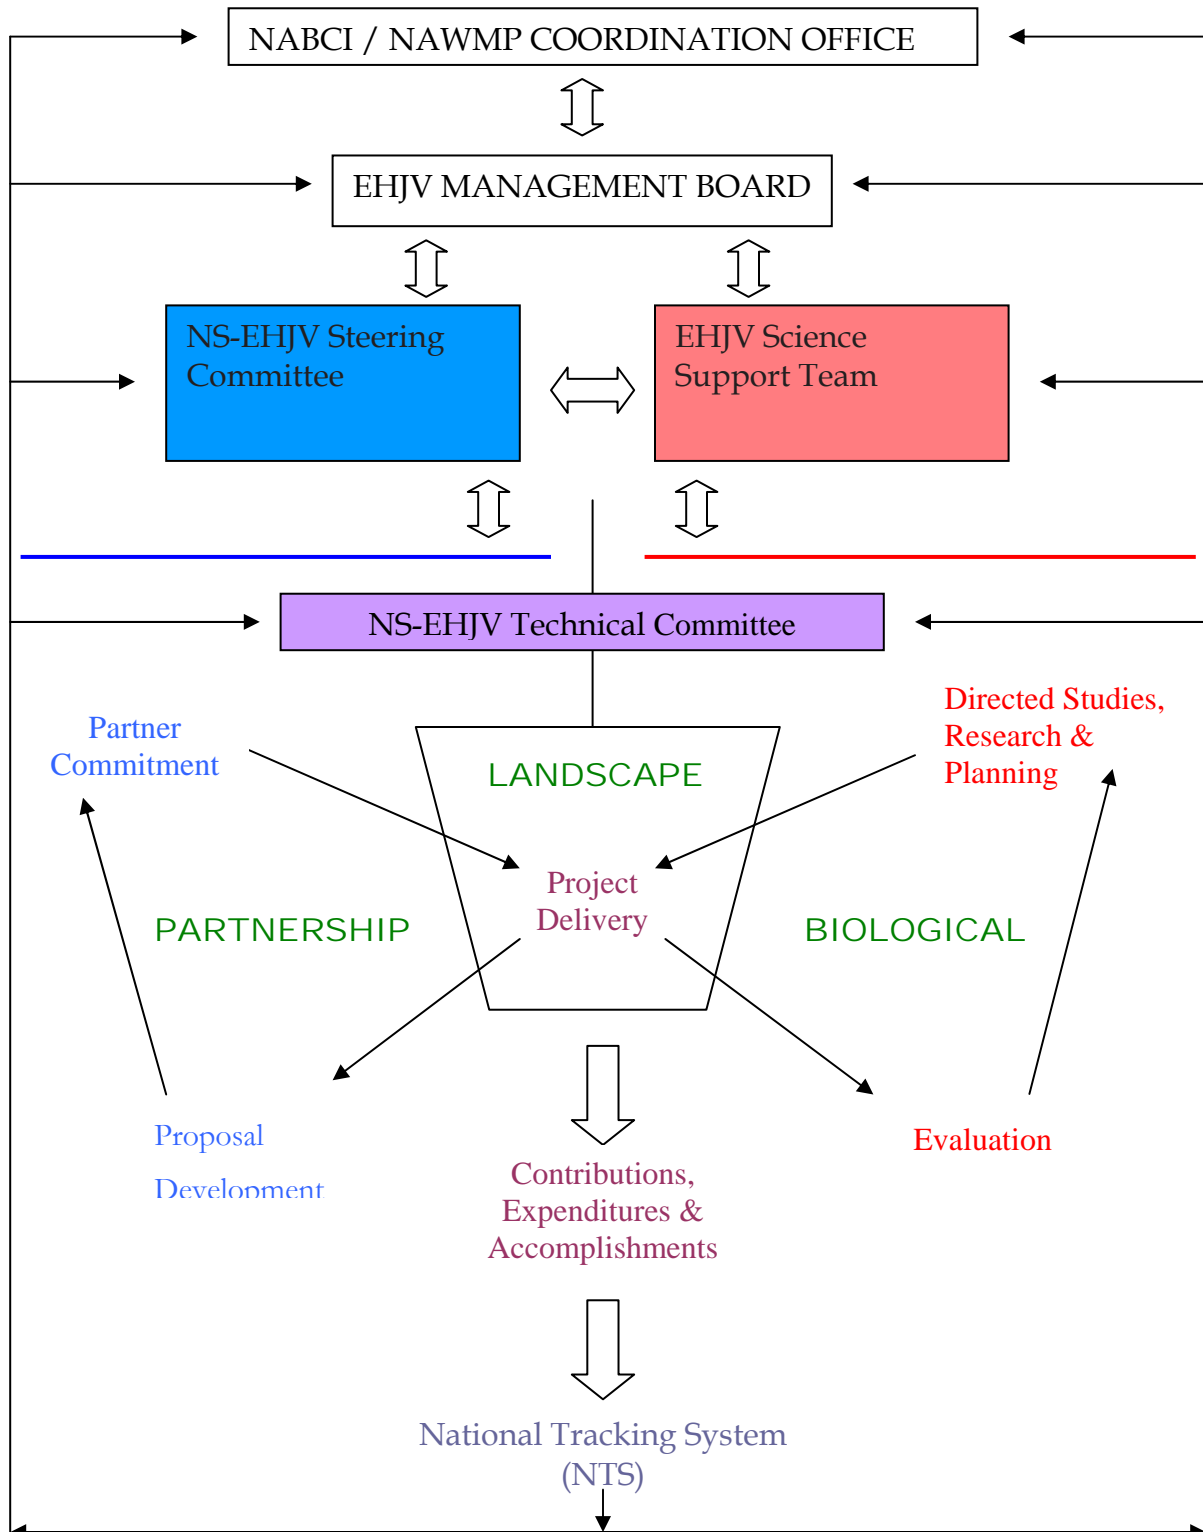 NABCI / NAWMP COORDINATION OFFICE
EHJV MANAGEMENT BOARD
NS-EHJV Steering
Committee
EHJV Science
Support Team
NS-EHJV Technical Committee
Partner
Commitment
LANDSCAPE
Directed Studies,
Research &
Planning
Project
Delivery
PARTNERSHIP
BIOLOGICAL
Proposal
Development
Evaluation
Contributions,
Expenditures &
Accomplishments
National Tracking System
(NTS)